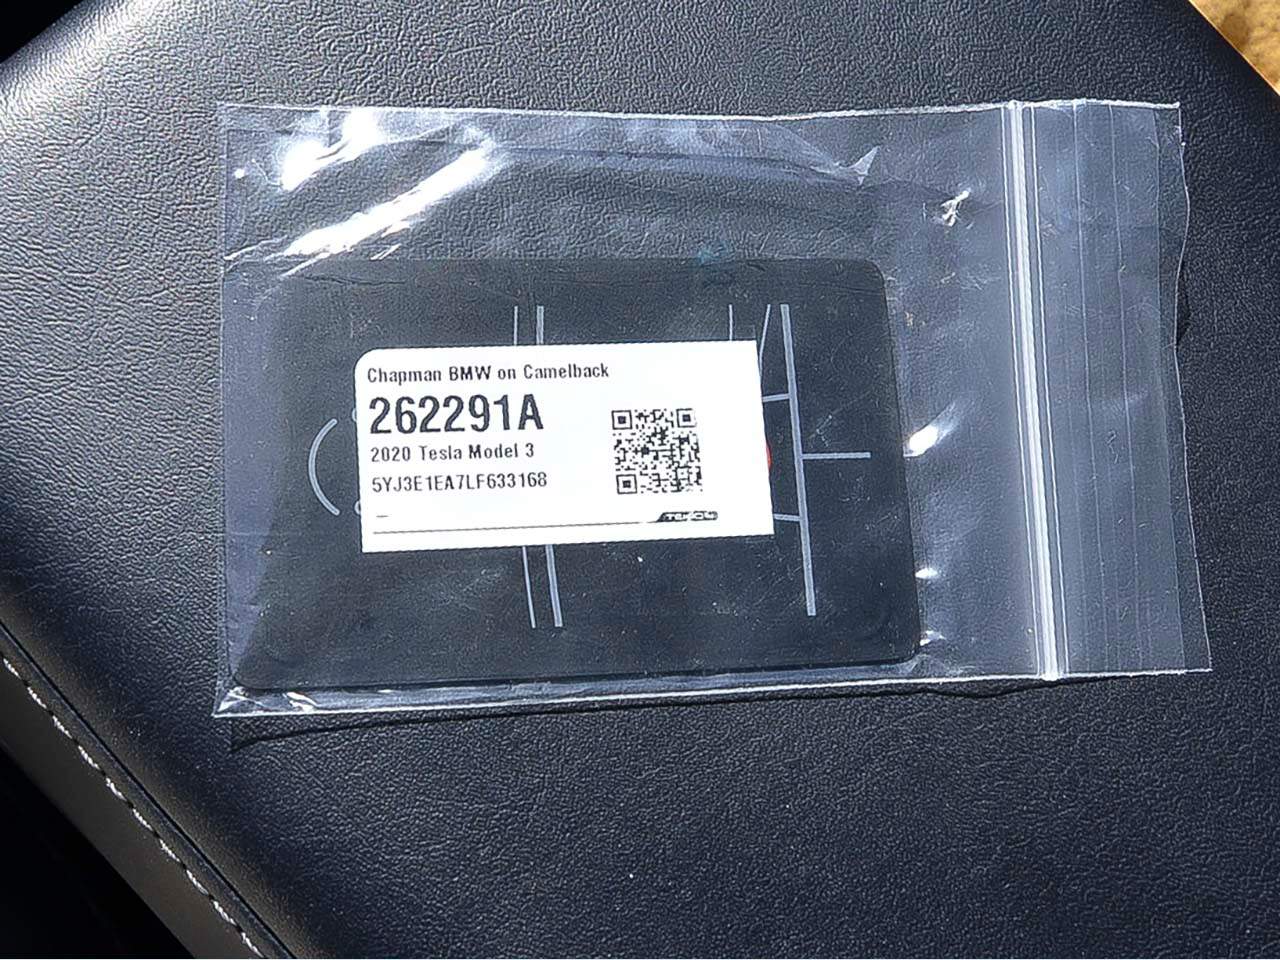 Chapman BMW on Camelback
262291A
2020 Tesla Model 3
5YJ3E1EA7LF633168